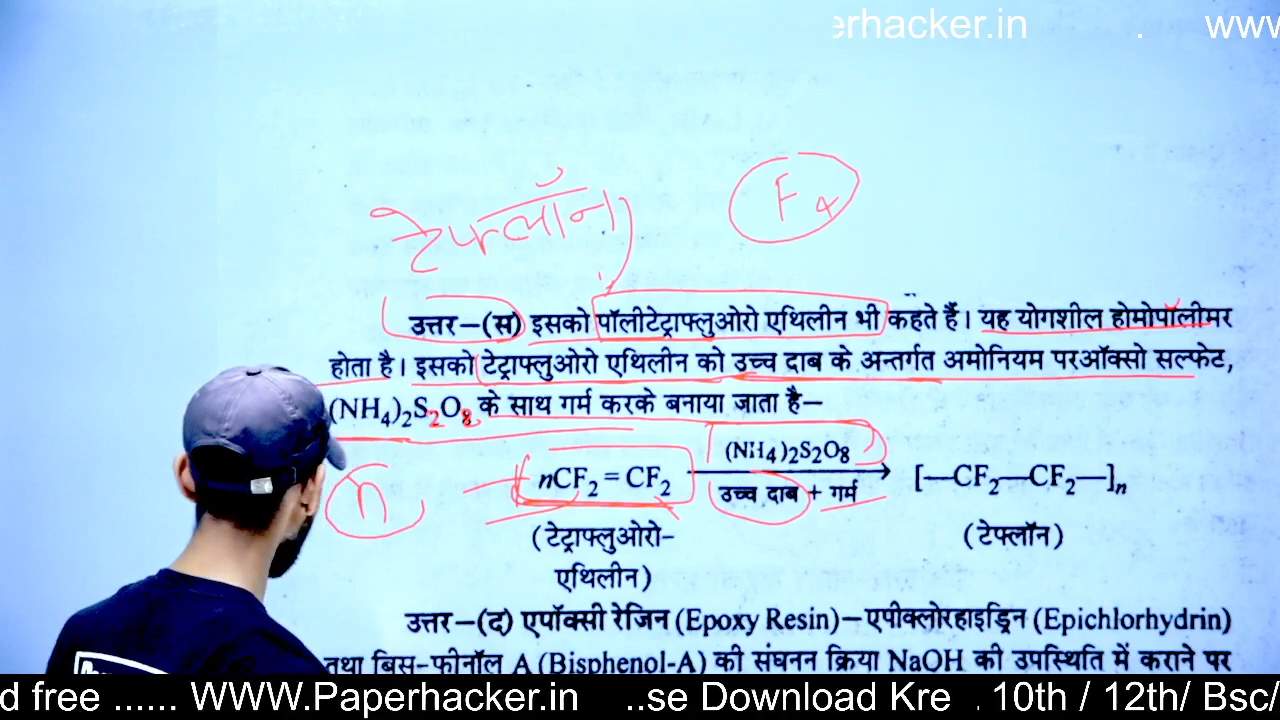 erhacker.in . www
टेफ्लॉन
F4
उत्तर–(स) इसको पॉलीटेट्राफ्लुओरो एथिलीन भी कहते हैं। यह योगशील होमोपॉलीमर
होता है। इसको टेट्राफ्लुओरो एथिलीन को उच्च दाब के अन्तर्गत अमोनियम परऑक्सो सल्फेट,
(NH₄)₂S₂O₈ के साथ गर्म करके बनाया जाता है–
(NH₄)₂S₂O₈
n nCF₂ = CF₂ [—CF₂—CF₂—]ₙ
उच्च दाब + गर्म
(टेट्राफ्लुओरो- (टेफ्लॉन)
एथिलीन)
उत्तर–(द) एपॉक्सी रेजिन (Epoxy Resin)–एपीक्लोरहाइड्रिन (Epichlorhydrin)
तथा बिस-फीनॉल A (Bisphenol-A) की संघनन क्रिया NaOH की उपस्थिति में कराने पर
d free ...... WWW.Paperhacker.in ..se Download Kre . 10th / 12th/ Bsc/